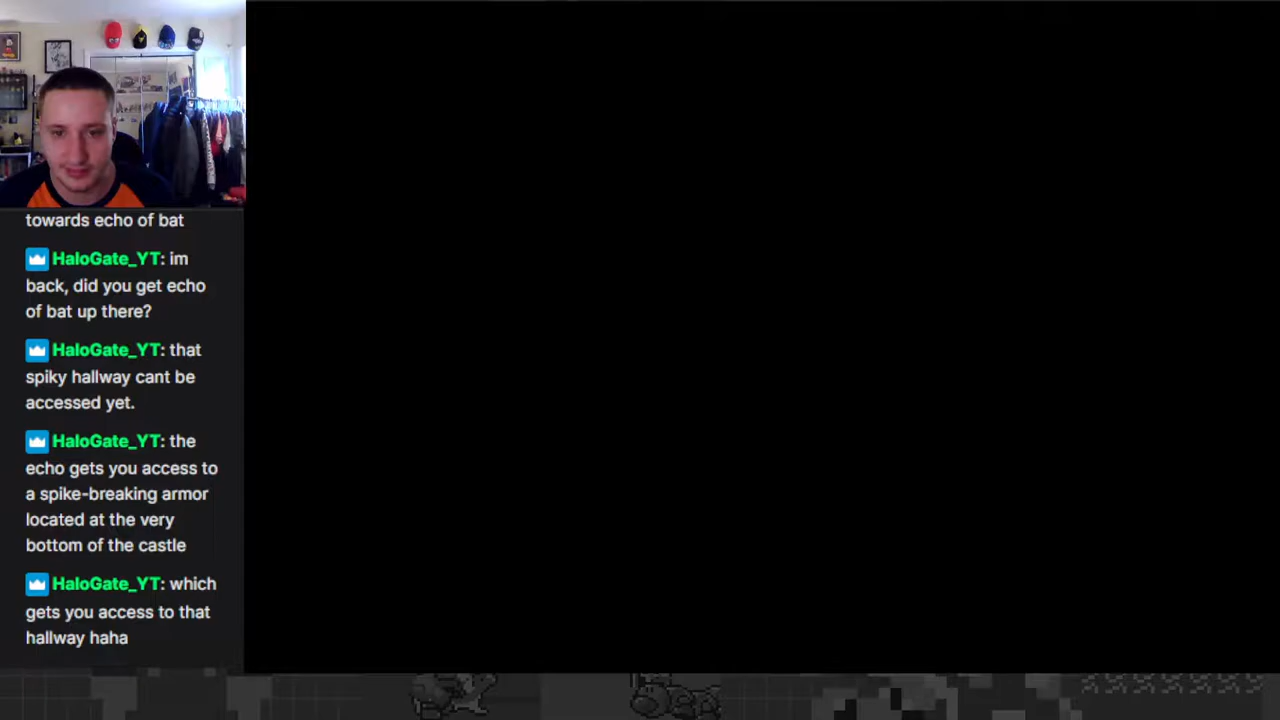 towards echo of bat
HaloGate_YT: im
back, did you get echo
of bat up there?
HaloGate_YT: that
spiky hallway cant be
accessed yet.
HaloGate_YT: the
echo gets you access to
a spike-breaking armor
located at the very
bottom of the castle
HaloGate_YT: which
gets you access to that
hallway haha